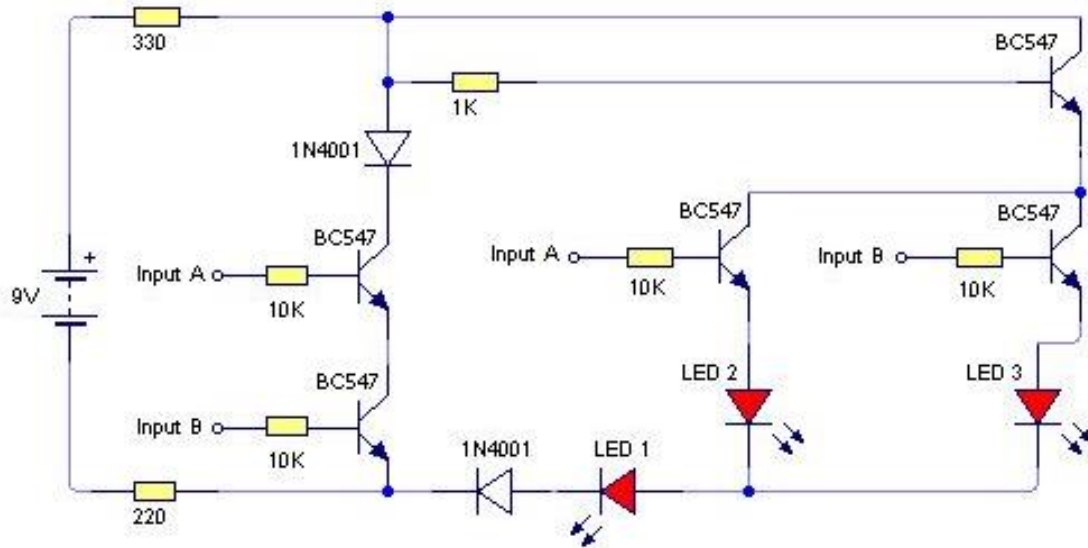 330
BC547
1K
1N4001
BC547
BC547
BC547
Input A
Input A
Input B
10K
10K
10K
+
9V
BC547
LED 2
LED 3
Input B
10K
1N4001
LED 1
220